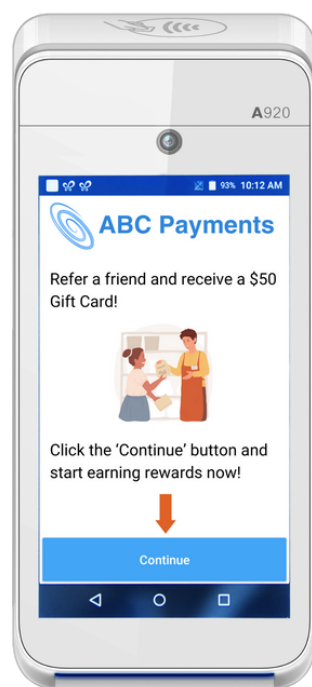 A920
93% 10:12 AM
ABC Payments
Refer a friend and receive a $50
Gift Card!
Click the ‘Continue’ button and
start earning rewards now!
Continue